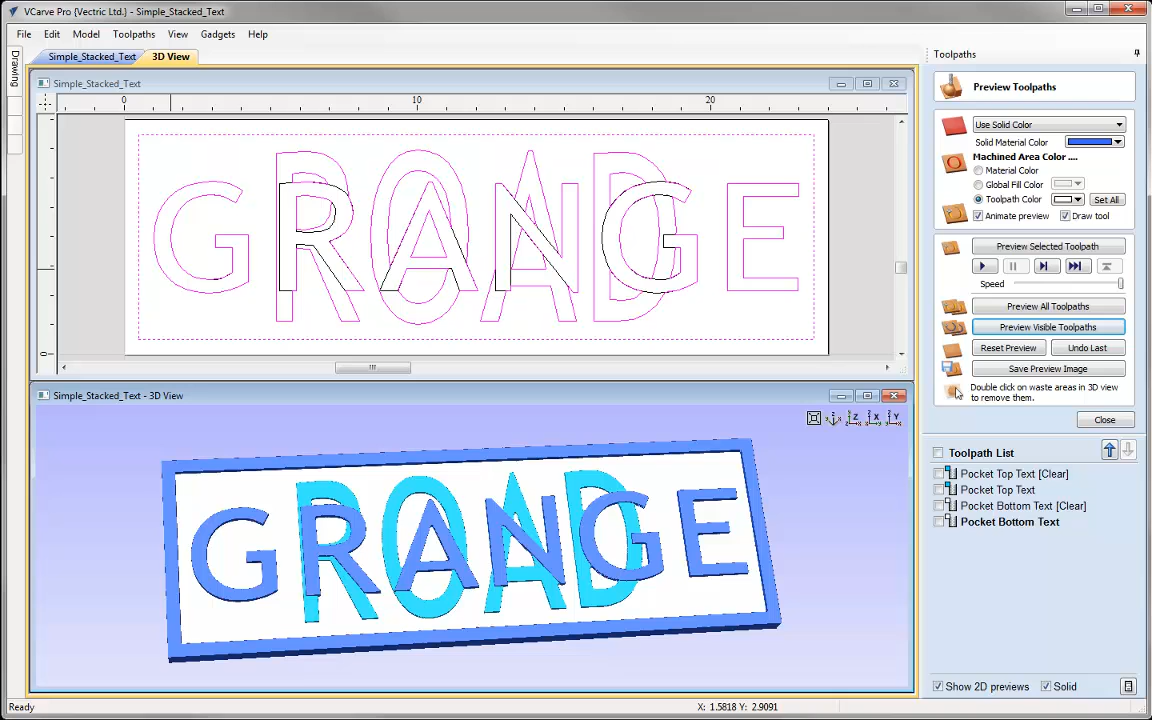 VCarve Pro {Vectric Ltd.} - Simple_Stacked_Text
File Edit Model Toolpaths View Gadgets Help
Drawing
Simple_Stacked_Text 3D View
Simple_Stacked_Text
0 10 20
0
ROAD
GRANGE
Simple_Stacked_Text - 3D View
Z X Y
ROAD
GRANGE
Toolpaths
Preview Toolpaths
Use Solid Color
Solid Material Color
Machined Area Color ....
Material Color
Global Fill Color
Toolpath Color Set All
Animate preview Draw tool
Preview Selected Toolpath
Speed
Preview All Toolpaths
Preview Visible Toolpaths
Reset Preview Undo Last
Save Preview Image
Double click on waste areas in 3D view
to remove them.
Close
Toolpath List
Pocket Top Text [Clear]
Pocket Top Text
Pocket Bottom Text [Clear]
Pocket Bottom Text
Show 2D previews Solid
Ready X: 1.5818 Y: 2.9091